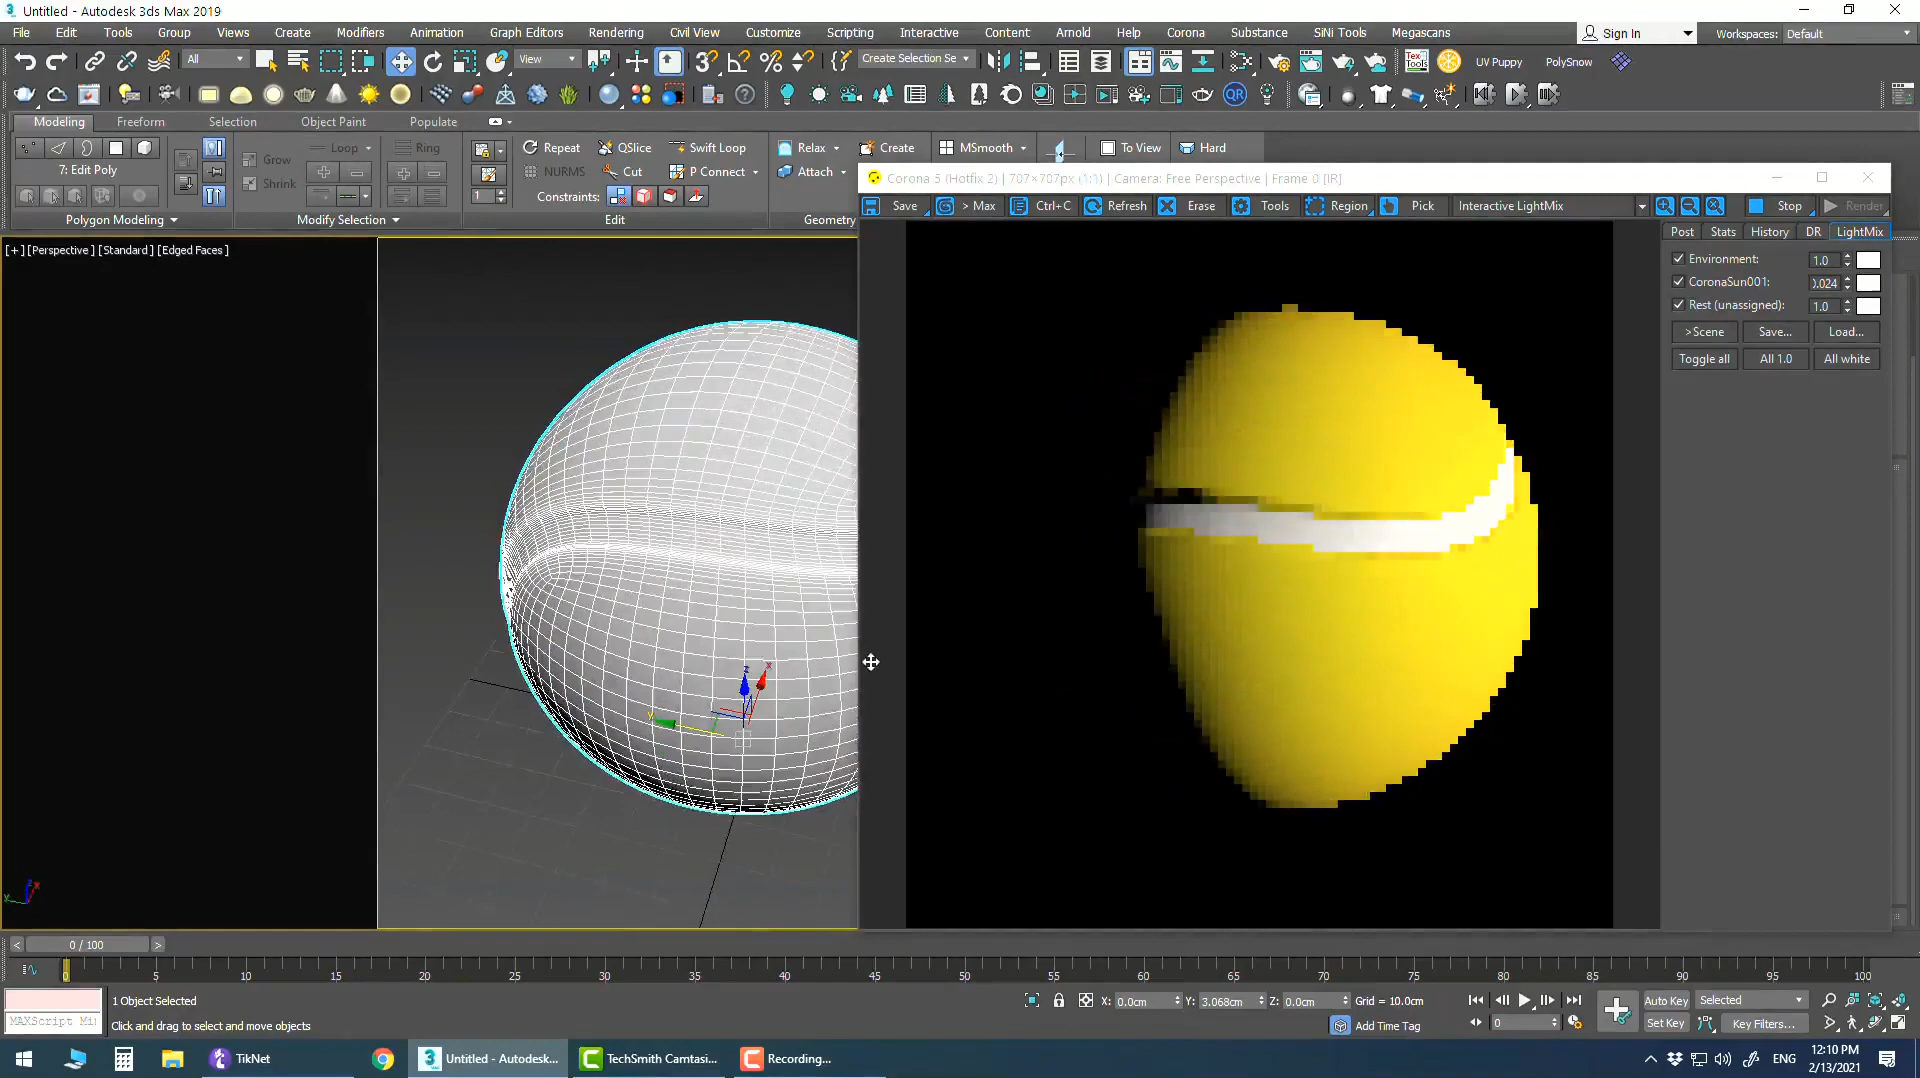 Untitled - Autodesk 3ds Max 2019
File Edit Tools Group Views Create Modifiers Animation Graph Editors Rendering Civil View Customize Scripting Interactive Content Arnold Help Corona Substance SiNi Tools Megascans Sign In Workspaces: Default
All View Create Selection Se UV Puppy PolySnow
Modeling Freeform Selection Object Paint Populate
Loop Ring Repeat QSlice Swift Loop Relax Create MSmooth To View Hard
7: Edit Poly Grow NURMS Cut P Connect Attach
Shrink 1 Constraints:
Polygon Modeling Modify Selection Edit Geometry
Corona 5 (Hotfix 2) | 707×707px (1:1) | Camera: Free Perspective | Frame 0 [IR]
Save > Max Ctrl+C Refresh Erase Tools Region Pick Interactive LightMix Stop Render
Post Stats History DR LightMix
[+] [Perspective] [Standard] [Edged Faces]
Environment: 1.0
CoronaSun001: 0.024
Rest (unassigned): 1.0
>Scene Save... Load...
Toggle all All 1.0 All white
z x y
z x y
0 / 100
0 5 10 15 20 25 30 35 40 45 50 55 60 65 70 75 80 85 90 95 100
1 Object Selected X: 0.0cm Y: 3.068cm Z: 0.0cm Grid = 10.0cm Auto Key Selected
MAXScript Mi Click and drag to select and move objects Add Time Tag 0 Set Key Key Filters...
TikNet Untitled - Autodesk... TechSmith Camtasi... Recording... ENG 12:10 PM
2/13/2021